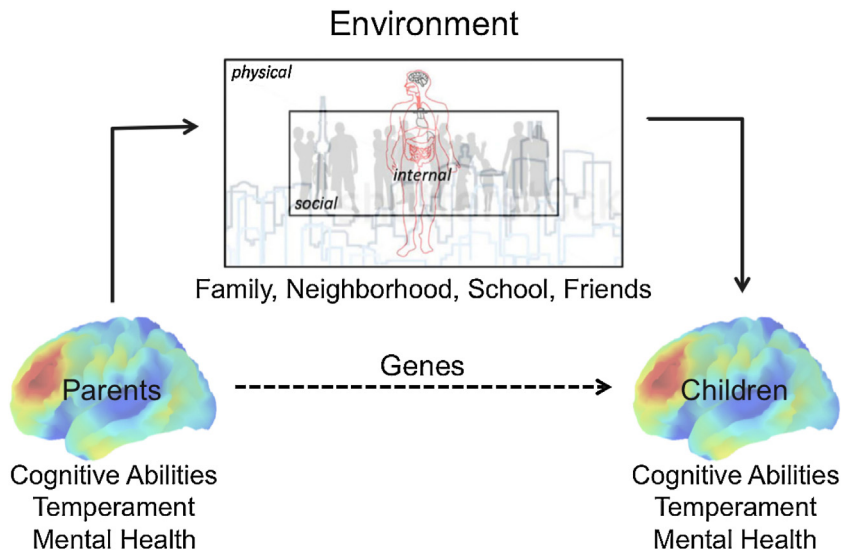 Environment
physical
internal
social
Family, Neighborhood, School, Friends
Genes
Parents
Children
Cognitive Abilities
Temperament
Mental Health
Cognitive Abilities
Temperament
Mental Health